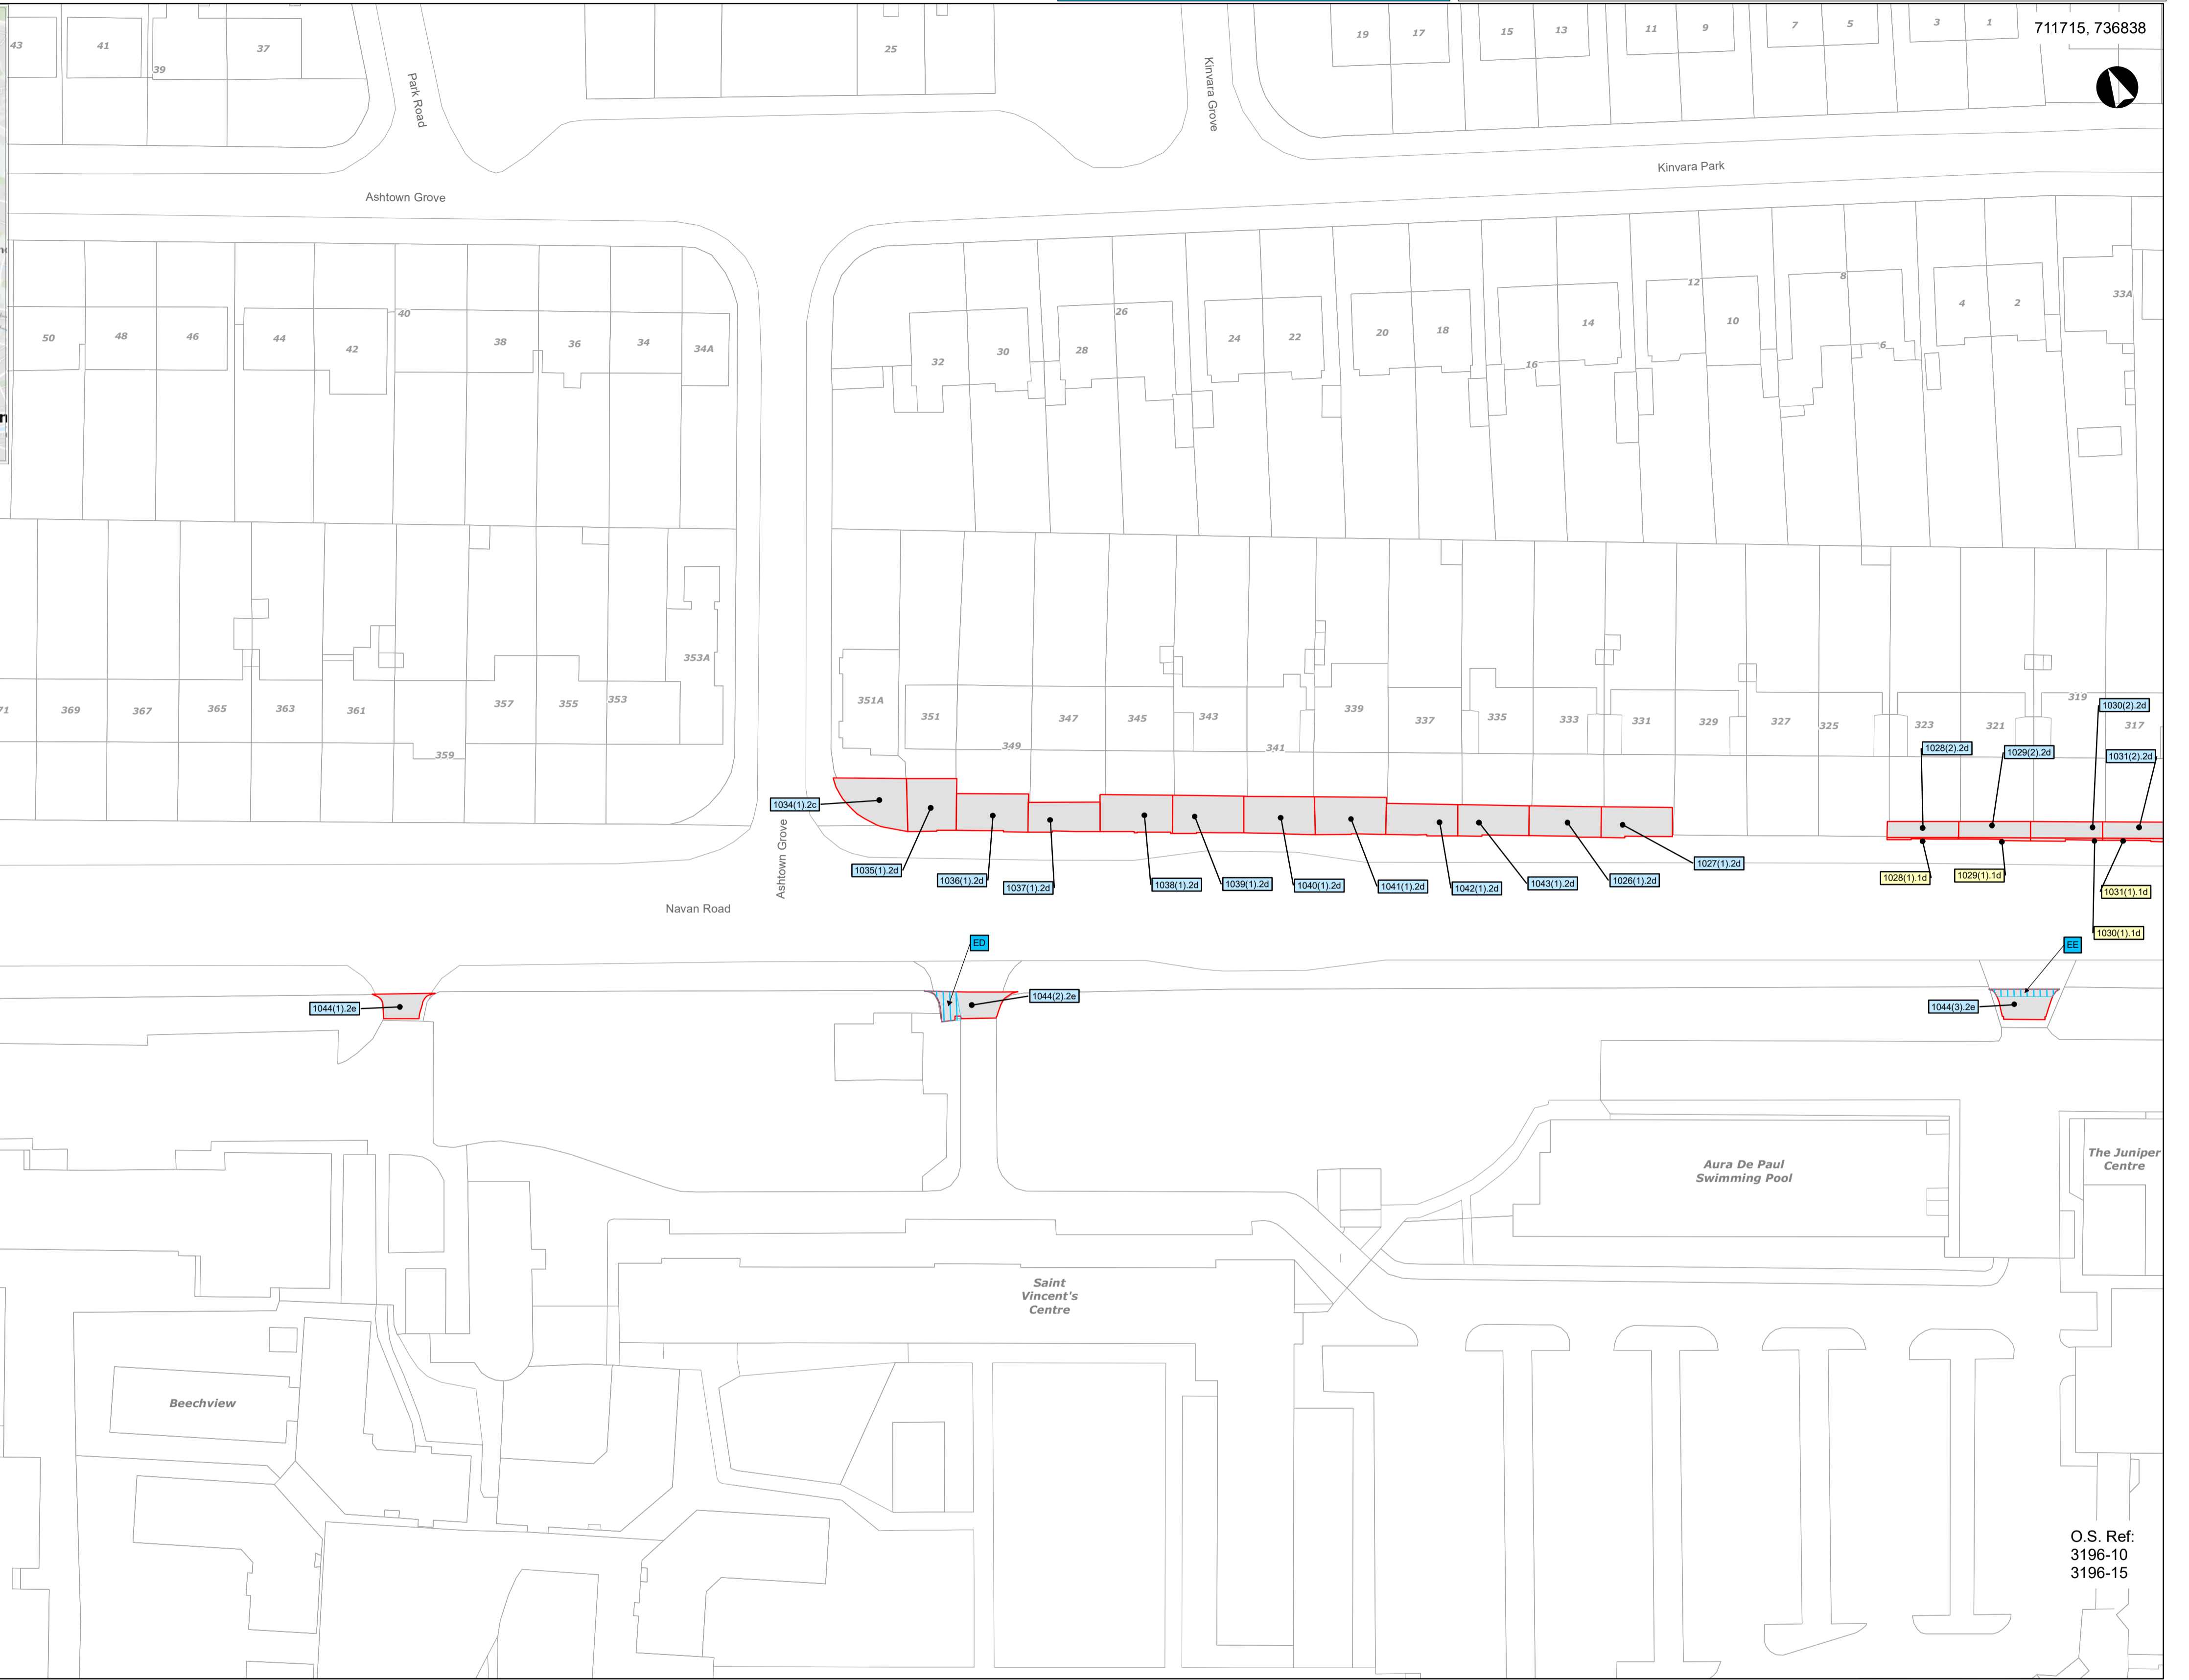 43
41
39
37
25
19
17
15
13
11
9
7
5
3
1
711715, 736838
Park Road
Kinvara Grove
Kinvara Park
Ashtown Grove
50
48
46
44
42
40
38
36
34
34A
32
30
28
26
24
22
20
18
16
14
12
10
8
6
4
2
33A
369
367
365
363
361
359
357
355
353
353A
351A
351
349
347
345
343
341
339
337
335
333
331
329
327
325
323
321
319
317
1030(2).2d
1028(2).2d
1029(2).2d
1031(2).2d
1034(1).2c
1035(1).2d
1036(1).2d
1037(1).2d
1038(1).2d
1039(1).2d
1040(1).2d
1041(1).2d
1042(1).2d
1043(1).2d
1026(1).2d
1027(1).2d
1028(1).1d
1029(1).1d
1031(1).1d
1030(1).1d
Ashtown Grove
Navan Road
ED
EE
1044(1).2e
1044(2).2e
1044(3).2e
Aura De Paul
Swimming Pool
The Juniper
Centre
Saint
Vincent's
Centre
Beechview
O.S. Ref:
3196-10
3196-15